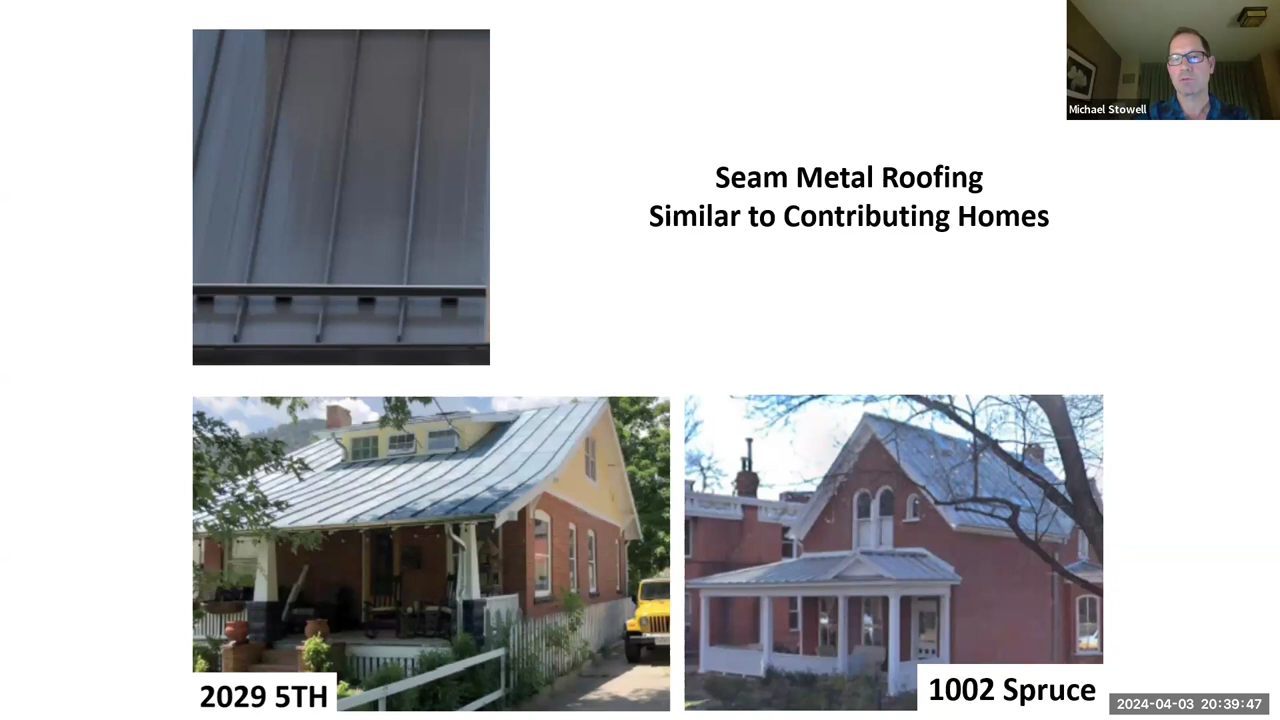 Michael Stowell
Seam Metal Roofing
Similar to Contributing Homes
2029 5TH
1002 Spruce
2024-04-03 20:39:47